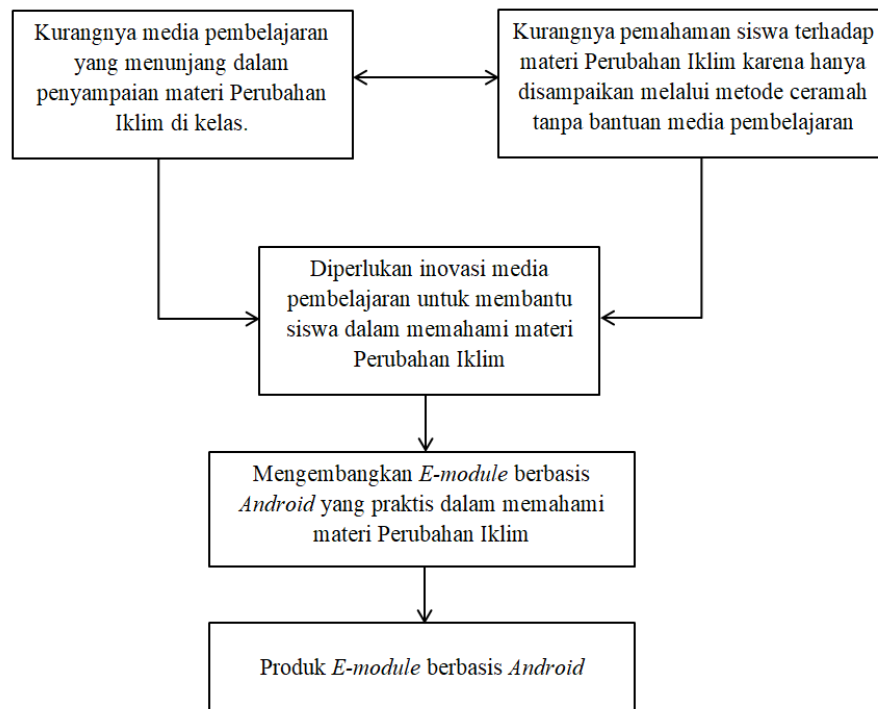 Kurangnya media pembelajaran
yang menunjang dalam
penyampaian materi Perubahan
Iklim di kelas.
Kurangnya pemahaman siswa terhadap
materi Perubahan Iklim karena hanya
disampaikan melalui metode ceramah
tanpa bantuan media pembelajaran
Diperlukan inovasi media
pembelajaran untuk membantu
siswa dalam memahami materi
Perubahan Iklim
Mengembangkan E-module berbasis
Android yang praktis dalam memahami
materi Perubahan Iklim
Produk E-module berbasis Android